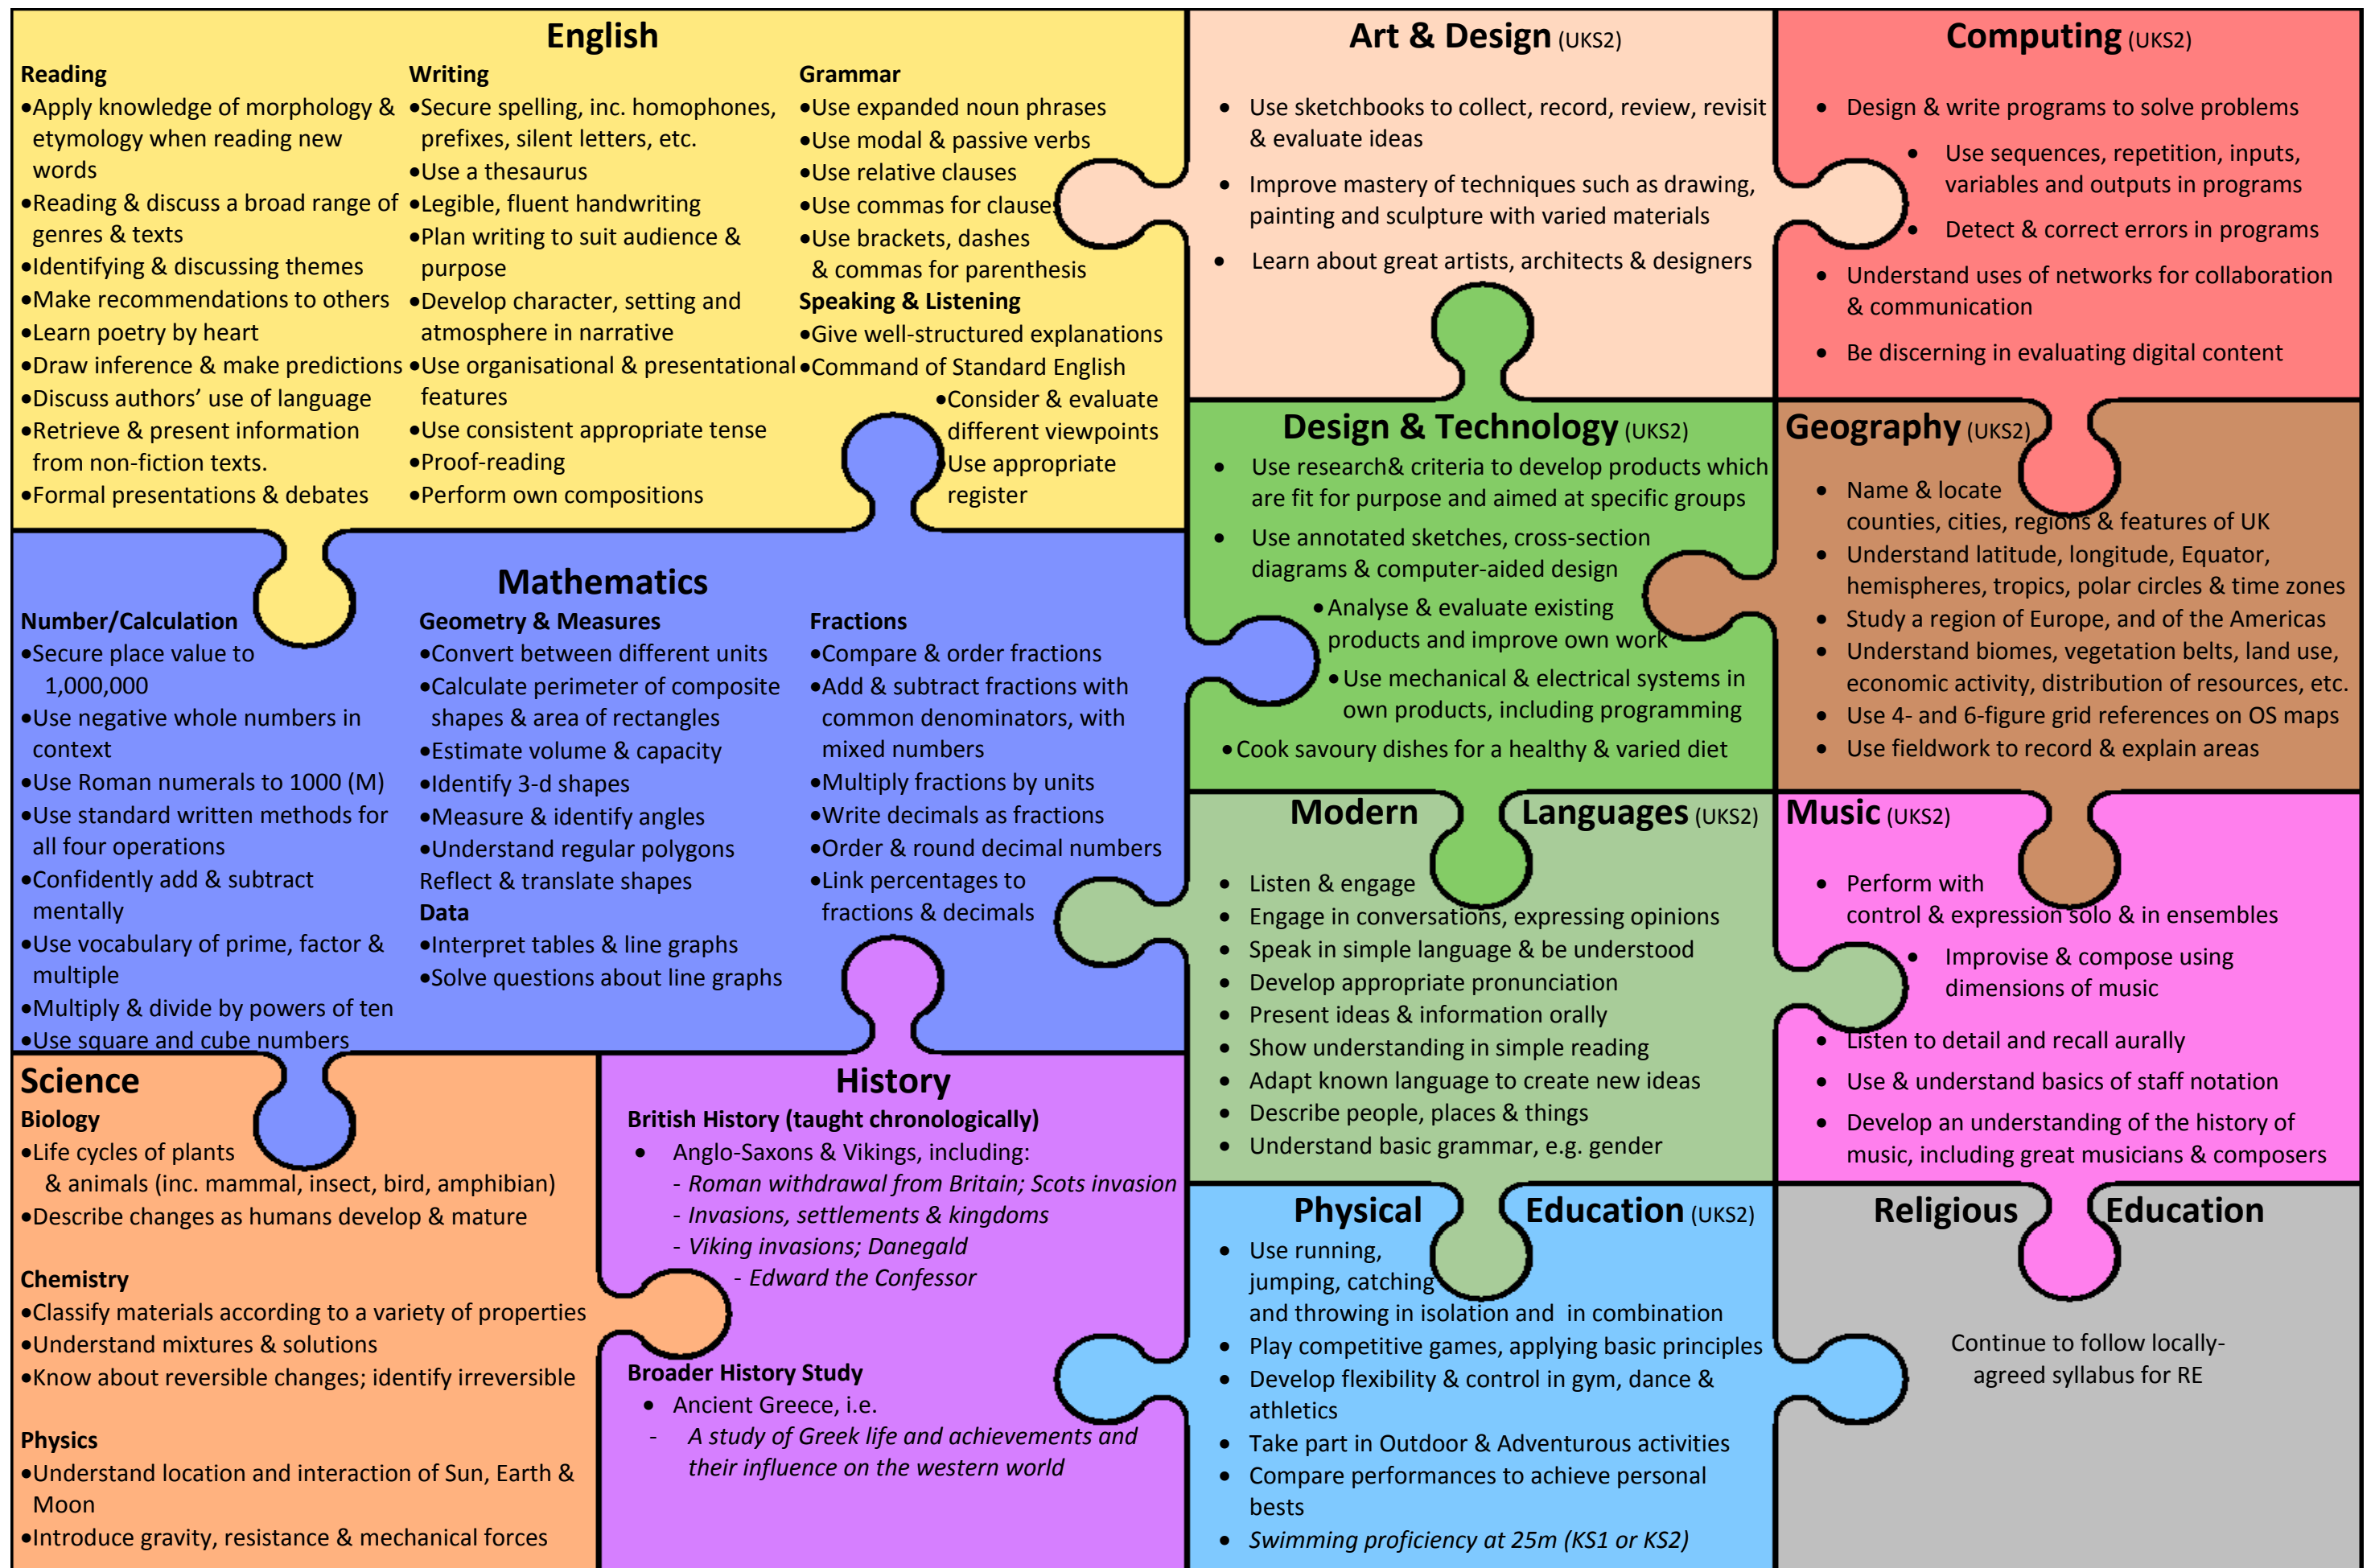 English
Reading
•Apply knowledge of morphology &
etymology when reading new
words
•Reading & discuss a broad range of
genres & texts
•Identifying & discussing themes
•Make recommendations to others
•Learn poetry by heart
•Draw inference & make predictions
•Discuss authors’ use of language
•Retrieve & present information
from non-fiction texts.
•Formal presentations & debates
Writing
•Secure spelling, inc. homophones,
prefixes, silent letters, etc.
•Use a thesaurus
•Legible, fluent handwriting
•Plan writing to suit audience &
purpose
•Develop character, setting and
atmosphere in narrative
•Use organisational & presentational
features
•Use consistent appropriate tense
•Proof-reading
•Perform own compositions
Grammar
•Use expanded noun phrases
•Use modal & passive verbs
•Use relative clauses
•Use commas for clauses
•Use brackets, dashes
& commas for parenthesis
Speaking & Listening
•Give well-structured explanations
•Command of Standard English
•Consider & evaluate
different viewpoints
•Use appropriate
register
Art & Design (UKS2)
• Use sketchbooks to collect, record, review, revisit
& evaluate ideas
• Improve mastery of techniques such as drawing,
painting and sculpture with varied materials
• Learn about great artists, architects & designers
Computing (UKS2)
• Design & write programs to solve problems
• Use sequences, repetition, inputs,
variables and outputs in programs
• Detect & correct errors in programs
• Understand uses of networks for collaboration
& communication
• Be discerning in evaluating digital content
Mathematics
Number/Calculation
•Secure place value to
1,000,000
•Use negative whole numbers in
context
•Use Roman numerals to 1000 (M)
•Use standard written methods for
all four operations
•Confidently add & subtract
mentally
•Use vocabulary of prime, factor &
multiple
•Multiply & divide by powers of ten
•Use square and cube numbers
Geometry & Measures
•Convert between different units
•Calculate perimeter of composite
shapes & area of rectangles
•Estimate volume & capacity
•Identify 3-d shapes
•Measure & identify angles
•Understand regular polygons
Reflect & translate shapes
Data
•Interpret tables & line graphs
•Solve questions about line graphs
Fractions
•Compare & order fractions
•Add & subtract fractions with
common denominators, with
mixed numbers
•Multiply fractions by units
•Write decimals as fractions
•Order & round decimal numbers
•Link percentages to
fractions & decimals
Design & Technology (UKS2)
• Use research& criteria to develop products which
are fit for purpose and aimed at specific groups
• Use annotated sketches, cross-section
diagrams & computer-aided design
•Analyse & evaluate existing
products and improve own work
•Use mechanical & electrical systems in
own products, including programming
•Cook savoury dishes for a healthy & varied diet
Geography (UKS2)
• Name & locate
counties, cities, regions & features of UK
• Understand latitude, longitude, Equator,
hemispheres, tropics, polar circles & time zones
• Study a region of Europe, and of the Americas
• Understand biomes, vegetation belts, land use,
economic activity, distribution of resources, etc.
• Use 4- and 6-figure grid references on OS maps
• Use fieldwork to record & explain areas
Modern Languages (UKS2)
• Listen & engage
• Engage in conversations, expressing opinions
• Speak in simple language & be understood
• Develop appropriate pronunciation
• Present ideas & information orally
• Show understanding in simple reading
• Adapt known language to create new ideas
• Describe people, places & things
• Understand basic grammar, e.g. gender
Music (UKS2)
• Perform with
control & expression solo & in ensembles
• Improvise & compose using
dimensions of music
• Listen to detail and recall aurally
• Use & understand basics of staff notation
• Develop an understanding of the history of
music, including great musicians & composers
Science
Biology
•Life cycles of plants
& animals (inc. mammal, insect, bird, amphibian)
•Describe changes as humans develop & mature
Chemistry
•Classify materials according to a variety of properties
•Understand mixtures & solutions
•Know about reversible changes; identify irreversible
Physics
•Understand location and interaction of Sun, Earth &
Moon
•Introduce gravity, resistance & mechanical forces
History
British History (taught chronologically)
• Anglo-Saxons & Vikings, including:
- Roman withdrawal from Britain; Scots invasion
- Invasions, settlements & kingdoms
- Viking invasions; Danegald
- Edward the Confessor
Broader History Study
• Ancient Greece, i.e.
- A study of Greek life and achievements and
their influence on the western world
Physical Education (UKS2)
• Use running,
jumping, catching
and throwing in isolation and in combination
• Play competitive games, applying basic principles
• Develop flexibility & control in gym, dance &
athletics
• Take part in Outdoor & Adventurous activities
• Compare performances to achieve personal
bests
• Swimming proficiency at 25m (KS1 or KS2)
Religious Education
Continue to follow locally-
agreed syllabus for RE